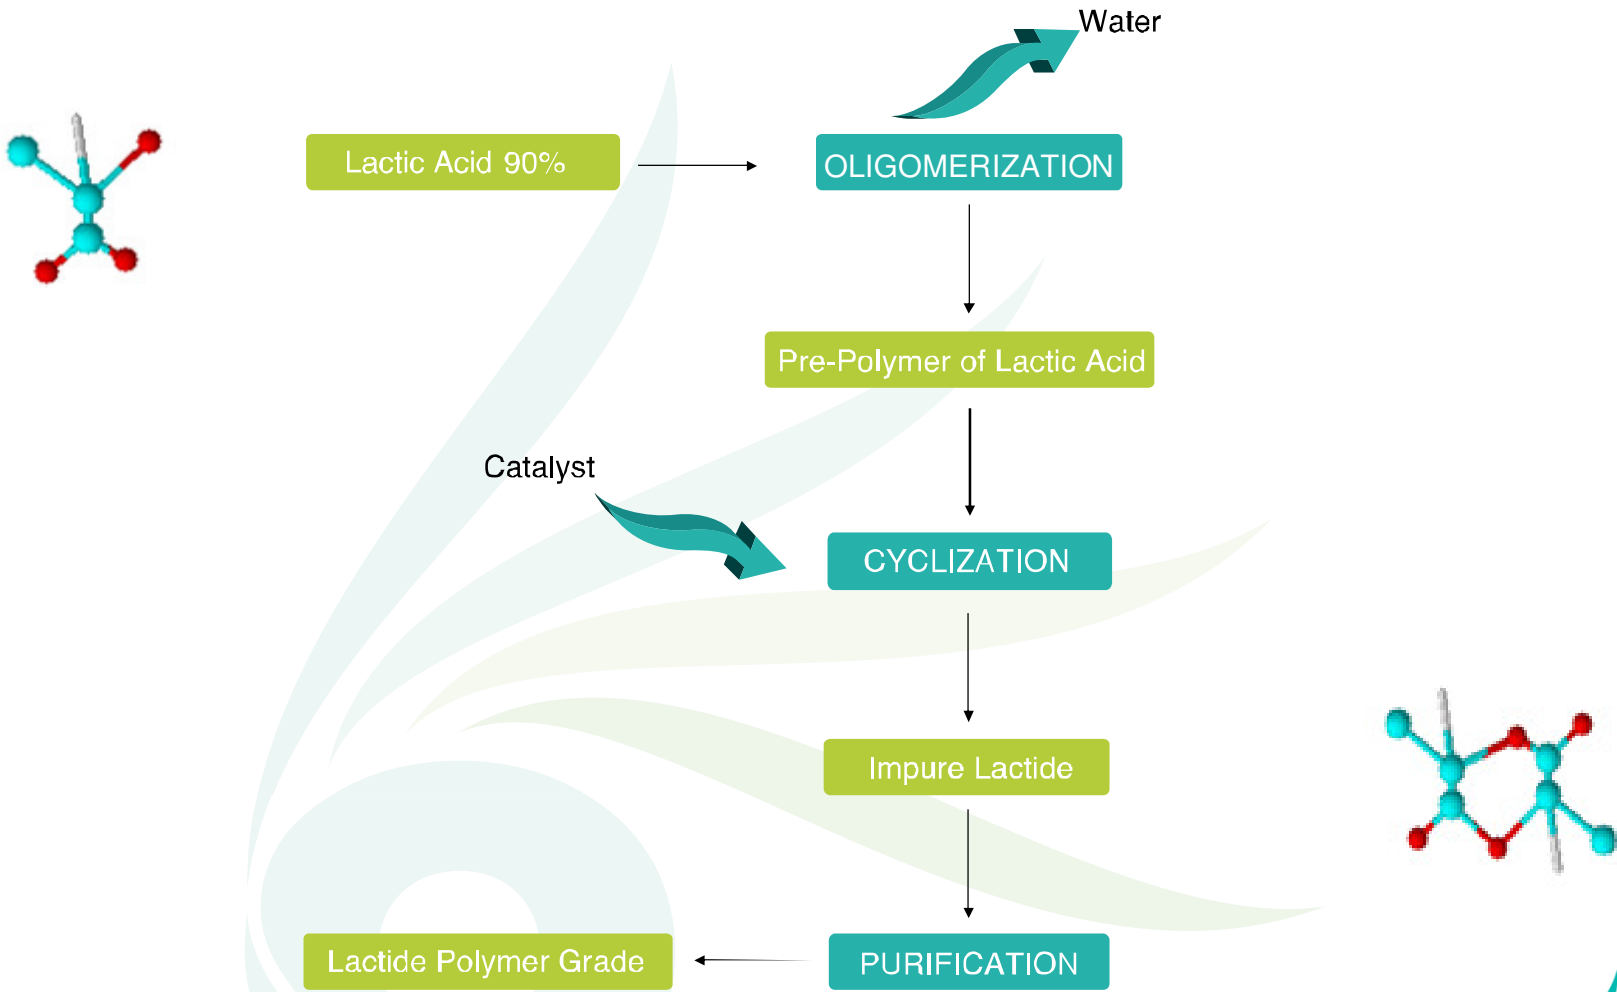 Water
Lactic Acid 90%
OLIGOMERIZATION
Pre-Polymer of Lactic Acid
Catalyst
CYCLIZATION
Impure Lactide
PURIFICATION
Lactide Polymer Grade